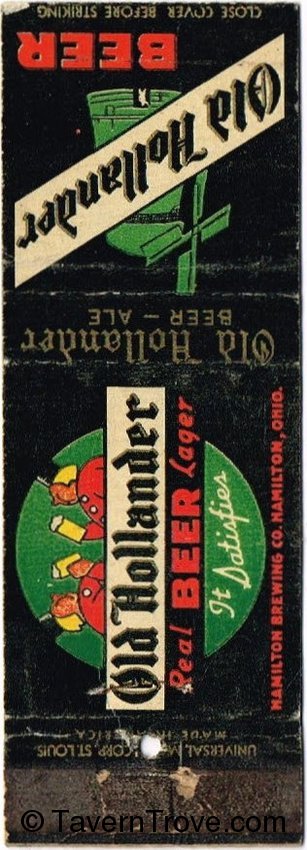 CLOSE COVER BEFORE STRIKING
BEER
Old Hollander
Old Hollander
BEER – ALE
Old Hollander
Real BEER Lager
It Satisfies
HAMILTON BREWING CO. HAMILTON, OHIO.
UNIVERSAL MATCH CORP. ST. LOUIS
MADE IN AMERICA
© TavernTrove.com